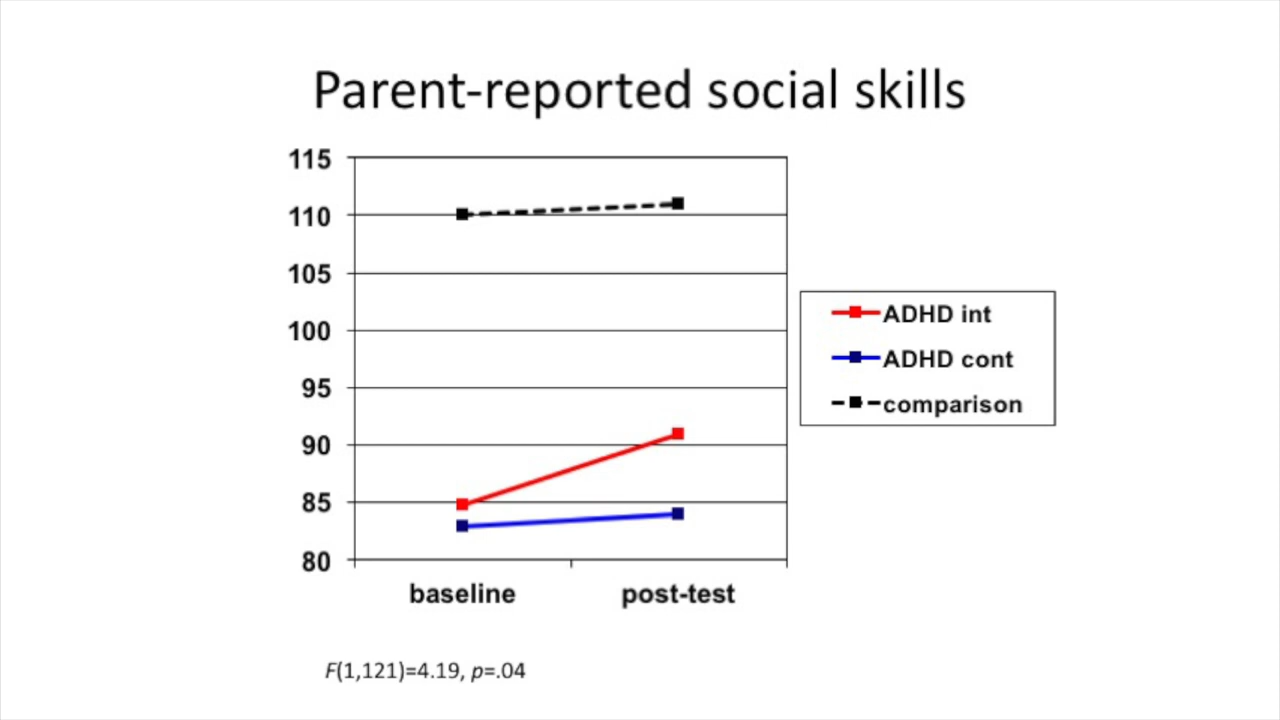 Parent-reported social skills
115
110
105
100
95
90
85
80
baseline post-test
ADHD int
ADHD cont
comparison
F(1,121)=4.19, p=.04